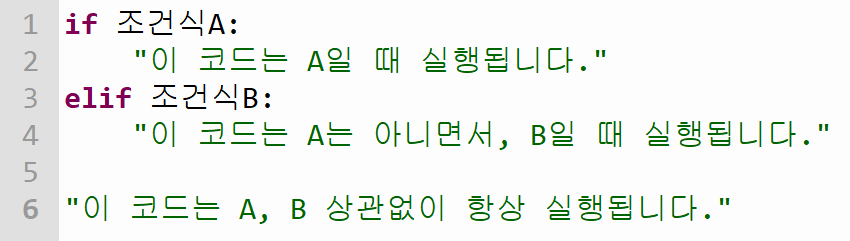 1 if 조건식A:
2 "이 코드는 A일 때 실행됩니다."
3 elif 조건식B:
4 "이 코드는 A는 아니면서, B일 때 실행됩니다."
5
6 "이 코드는 A, B 상관없이 항상 실행됩니다."